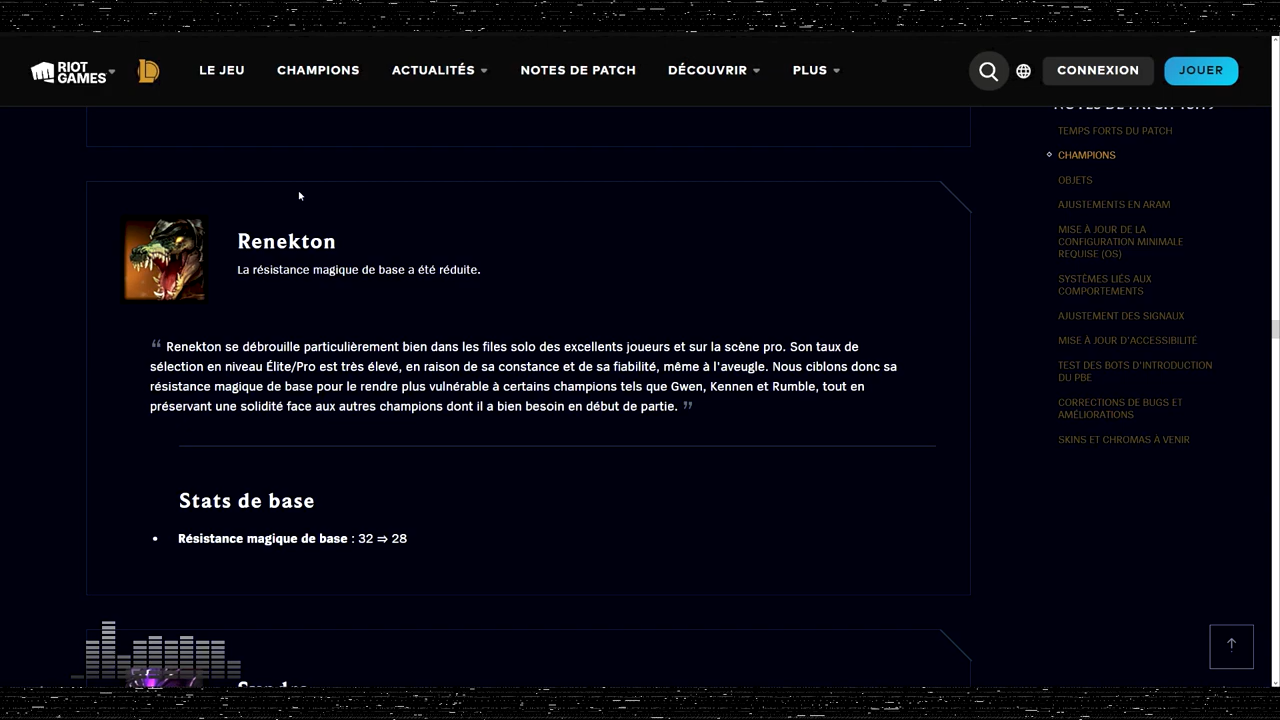 RIOT GAMES
LE JEU
CHAMPIONS
ACTUALITÉS
NOTES DE PATCH
DÉCOUVRIR
PLUS
CONNEXION
JOUER
Renekton
La résistance magique de base a été réduite.
“ Renekton se débrouille particulièrement bien dans les files solo des excellents joueurs et sur la scène pro. Son taux de
sélection en niveau Élite/Pro est très élevé, en raison de sa constance et de sa fiabilité, même à l'aveugle. Nous ciblons donc sa
résistance magique de base pour le rendre plus vulnérable à certains champions tels que Gwen, Kennen et Rumble, tout en
préservant une solidité face aux autres champions dont il a bien besoin en début de partie. ”
Stats de base
• Résistance magique de base : 32 ⇒ 28
NOTES DE PATCH
TEMPS FORTS DU PATCH
CHAMPIONS
OBJETS
AJUSTEMENTS EN ARAM
MISE À JOUR DE LA
CONFIGURATION MINIMALE
REQUISE (OS)
SYSTÈMES LIÉS AUX
COMPORTEMENTS
AJUSTEMENT DES SIGNAUX
MISE À JOUR D'ACCESSIBILITÉ
TEST DES BOTS D'INTRODUCTION
DU PBE
CORRECTIONS DE BUGS ET
AMÉLIORATIONS
SKINS ET CHROMAS À VENIR